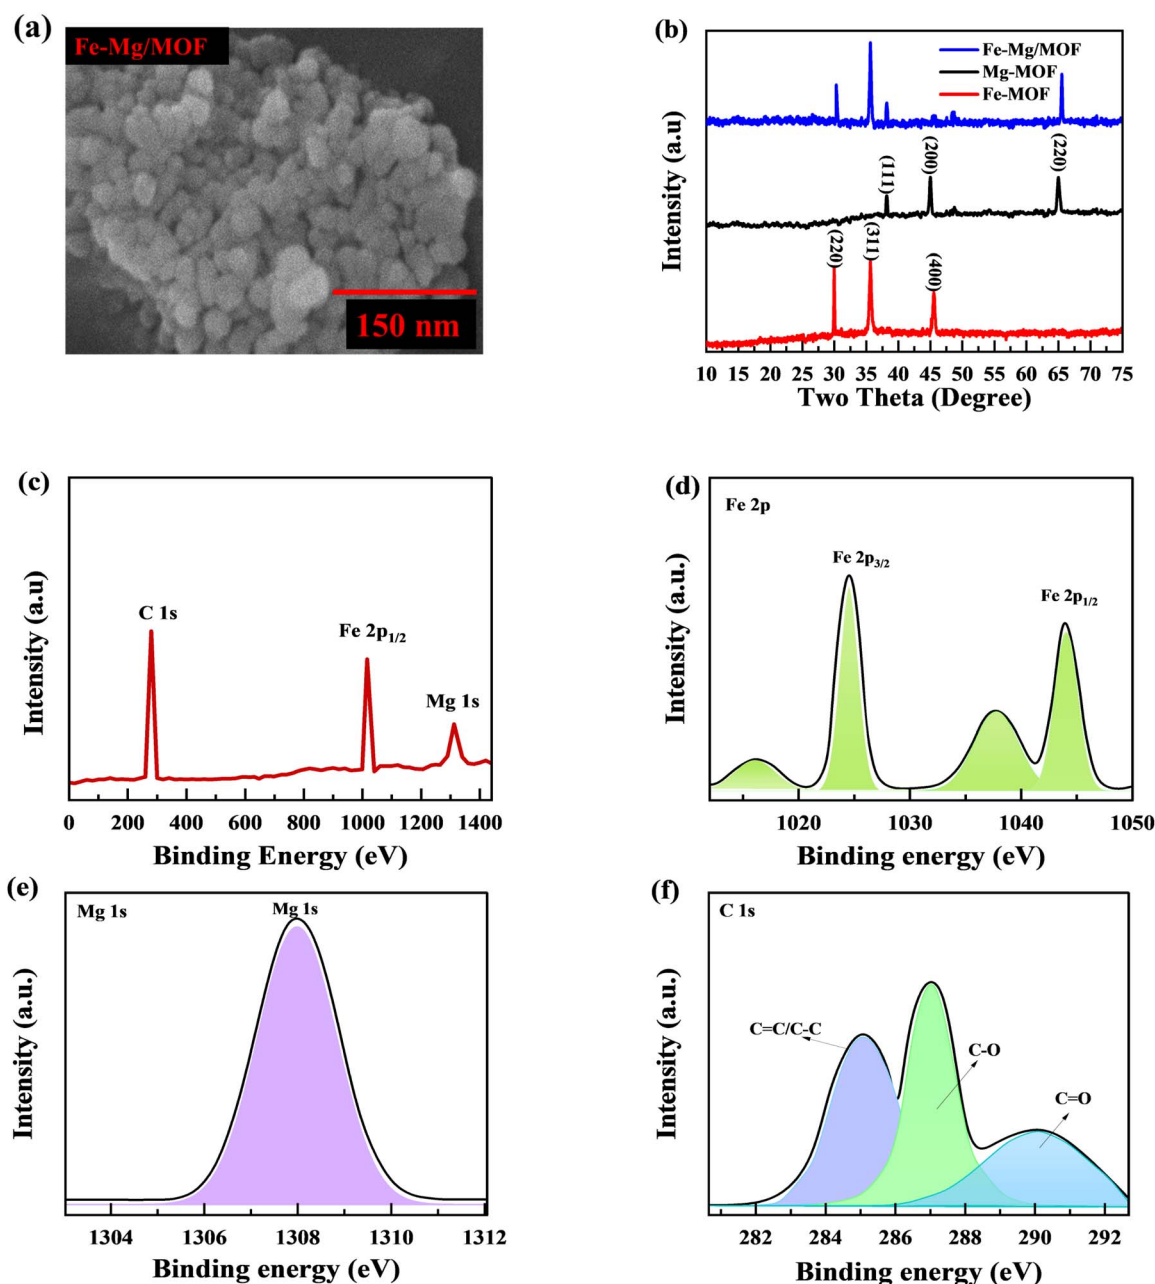 (a)
Fe-Mg/MOF
150 nm
(b)
Fe-Mg/MOF
Mg-MOF
Fe-MOF
(111)
(200)
(220)
(220)
(311)
(400)
Intensity (a.u)
10 15 20 25 30 35 40 45 50 55 60 65 70 75
Two Theta (Degree)
(c)
C 1s
Fe 2p1/2
Mg 1s
Intensity (a.u)
0 200 400 600 800 1000 1200 1400
Binding Energy (eV)
(d)
Fe 2p
Fe 2p3/2
Fe 2p1/2
Intensity (a.u.)
1020 1030 1040 1050
Binding energy (eV)
(e)
Mg 1s
Mg 1s
Intensity (a.u.)
1304 1306 1308 1310 1312
Binding energy (eV)
(f)
C 1s
C=C/C-C
C-O
C=O
Intensity (a.u.)
282 284 286 288 290 292
Binding energy (eV)